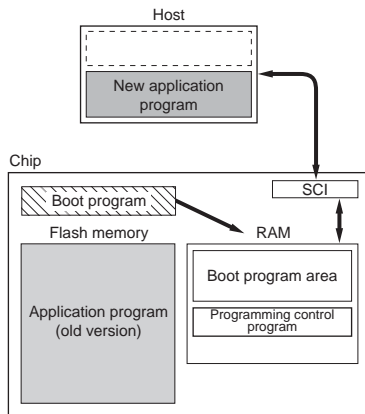 Host
New application
program
Chip
SCI
Boot program
Flash memory
RAM
Boot program area
Application program
(old version)
Programming control
program